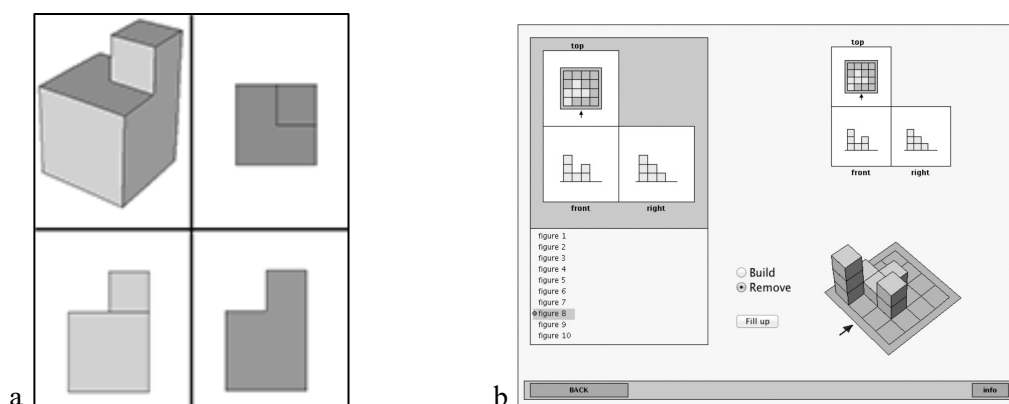 top
front
right
figure 1
figure 2
figure 3
figure 4
figure 5
figure 6
figure 7
figure 8
figure 9
figure 10
top
front
right
Build
Remove
Fill up
BACK
info
a
b